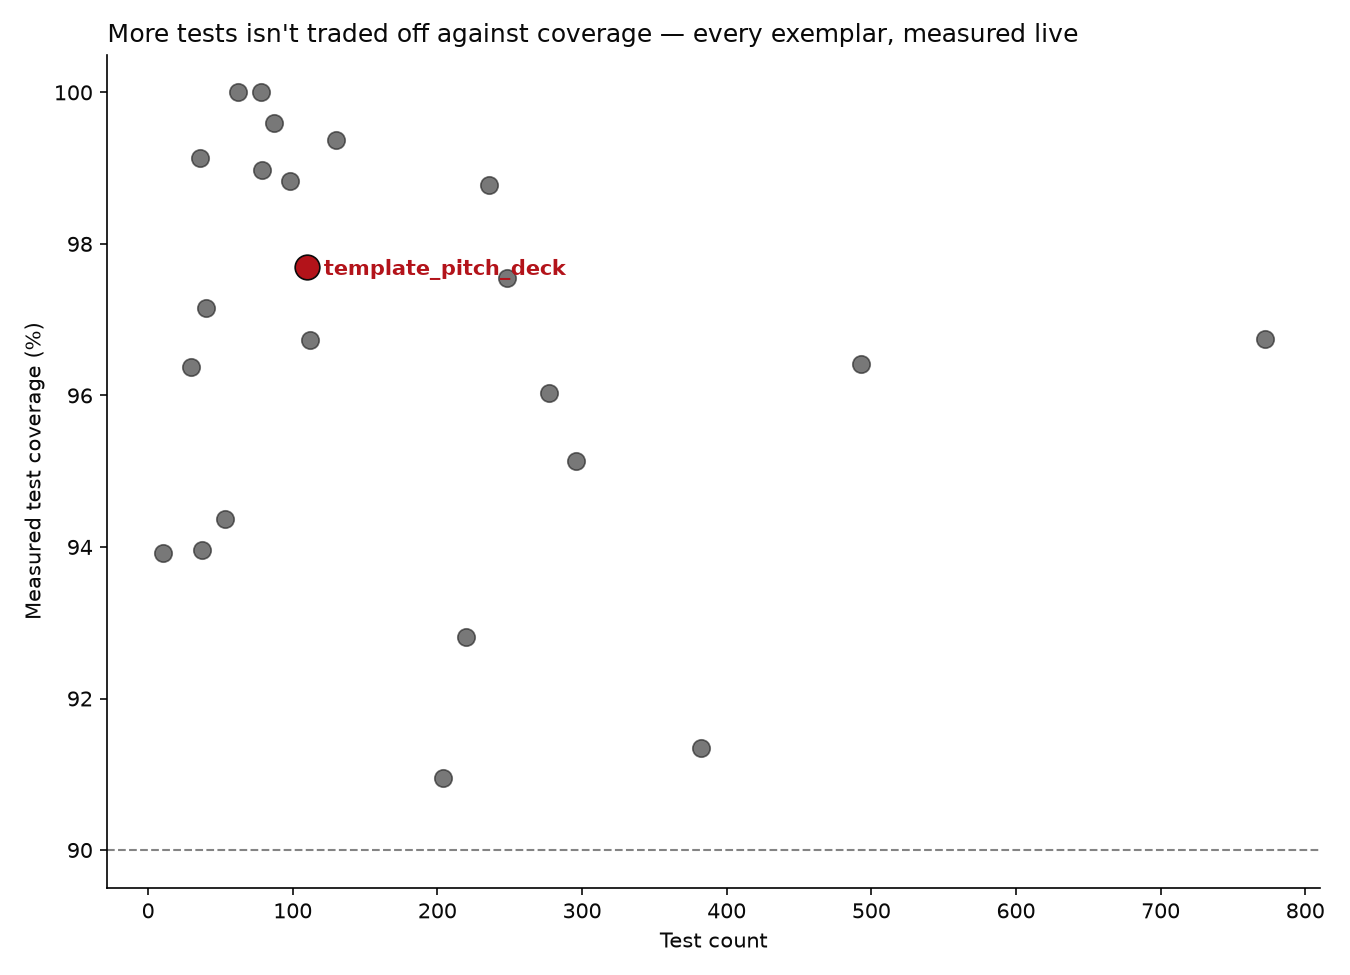 More tests isn't traded off against coverage — every exemplar, measured live
100
98
96
94
92
90
Measured test coverage (%)
template_pitch_deck
0 100 200 300 400 500 600 700 800
Test count